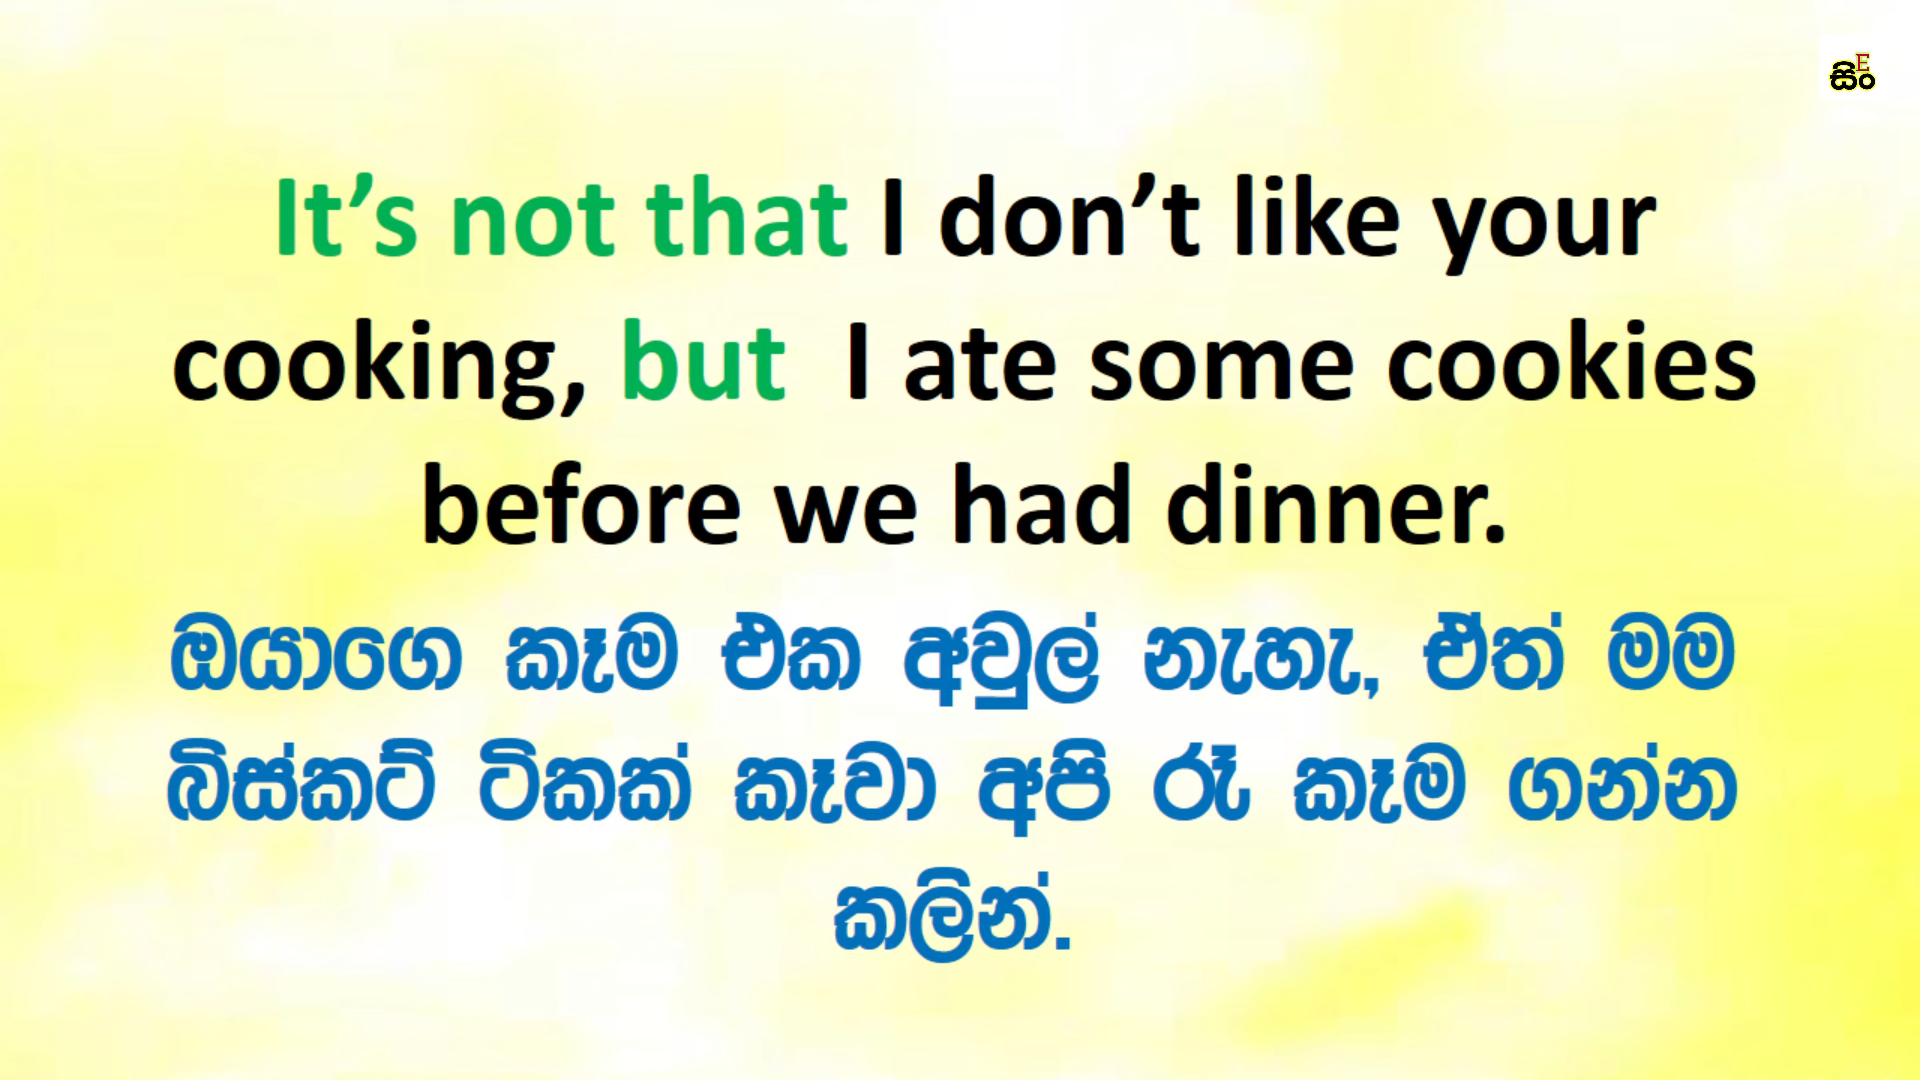 සිංE
It’s not that I don’t like your
cooking, but  I ate some cookies
before we had dinner.
ඔයාගෙ කෑම එක අවුල් නැහැ, ඒත් මම
බිස්කට් ටිකක් කෑවා අපි රෑ කෑම ගන්න
කලින්.